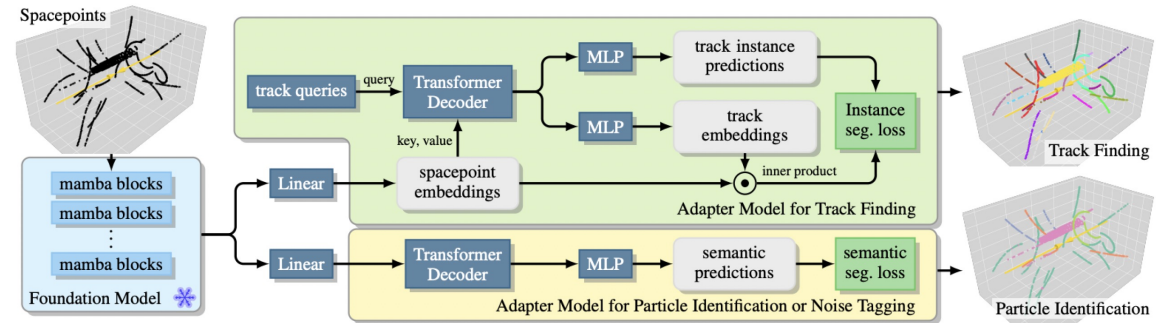 Spacepoints
mamba blocks
mamba blocks
mamba blocks
Foundation Model
Linear
Linear
track queries
query
Transformer
Decoder
key, value
spacepoint
embeddings
MLP
MLP
track instance
predictions
track
embeddings
inner product
Instance
seg. loss
Adapter Model for Track Finding
Transformer
Decoder
MLP
semantic
predictions
semantic
seg. loss
Adapter Model for Particle Identification or Noise Tagging
Track Finding
Particle Identification